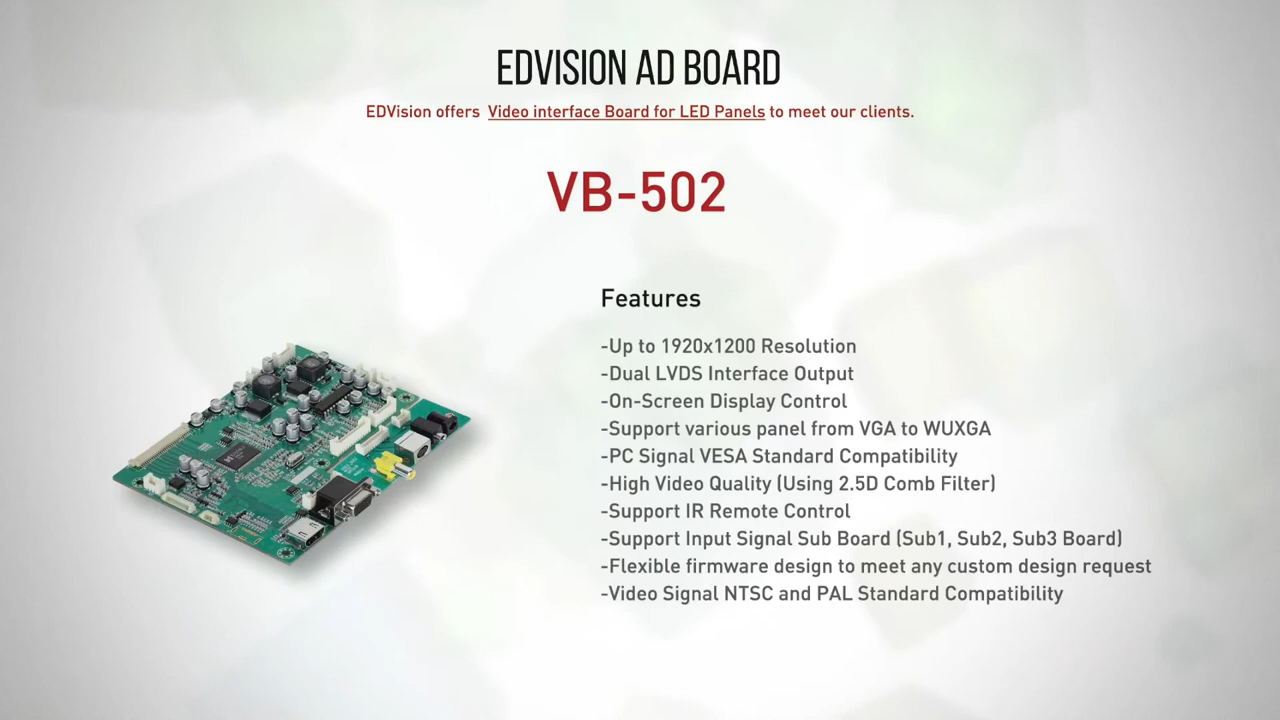 EDVISION AD BOARD
EDVision offers Video interface Board for LED Panels to meet our clients.
VB-502
Features
-Up to 1920x1200 Resolution
-Dual LVDS Interface Output
-On-Screen Display Control
-Support various panel from VGA to WUXGA
-PC Signal VESA Standard Compatibility
-High Video Quality (Using 2.5D Comb Filter)
-Support IR Remote Control
-Support Input Signal Sub Board (Sub1, Sub2, Sub3 Board)
-Flexible firmware design to meet any custom design request
-Video Signal NTSC and PAL Standard Compatibility